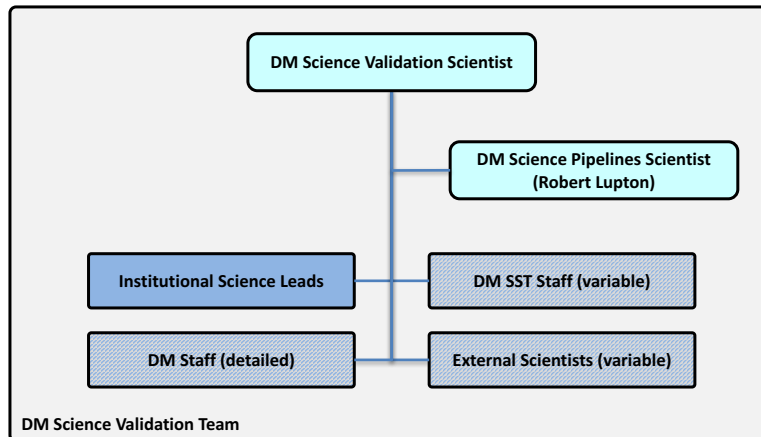 DM Science Validation Scientist
DM Science Pipelines Scientist
(Robert Lupton)
Institutional Science Leads
DM SST Staff (variable)
DM Staff (detailed)
External Scientists (variable)
DM Science Validation Team